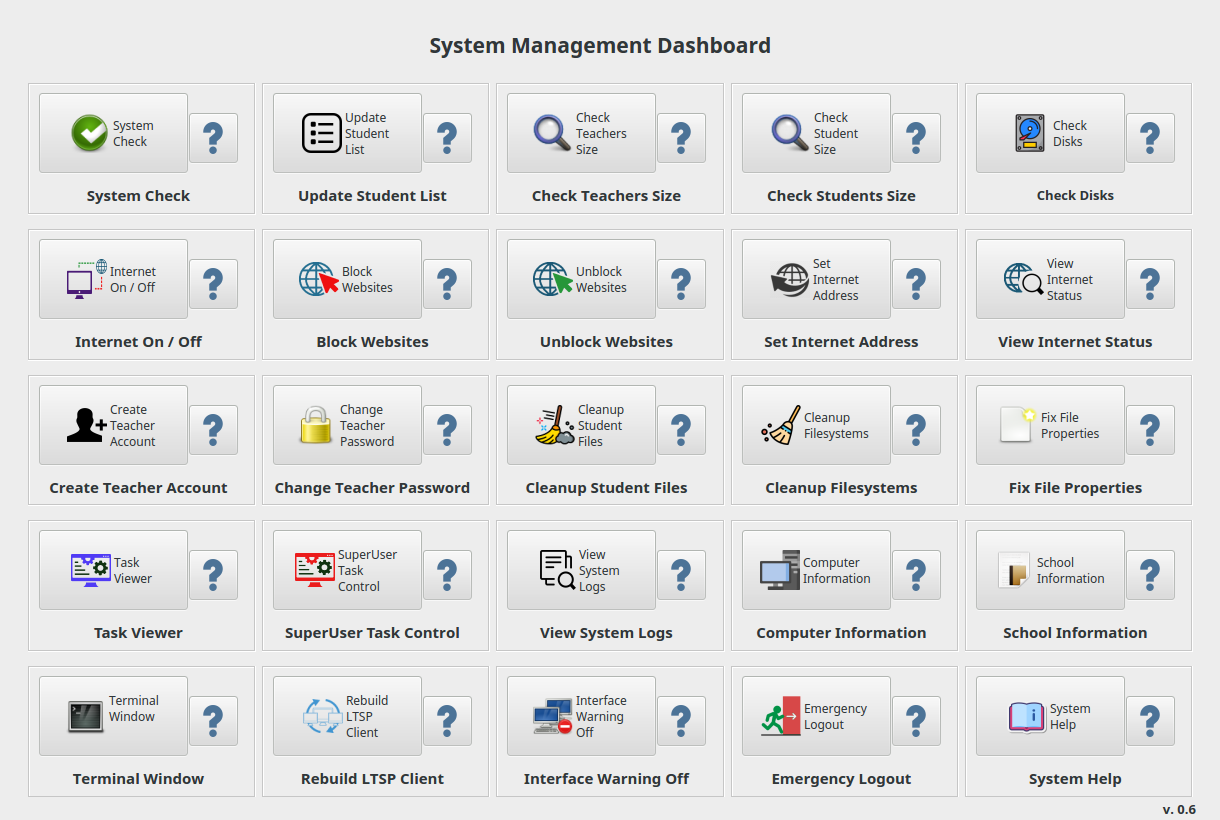 System Management Dashboard
System
Check
?
Update
Student
List
?
Check
Teachers
Size
?
Check
Student
Size
?
Check
Disks
?
System Check
Update Student List
Check Teachers Size
Check Students Size
Check Disks
Internet
On / Off
?
Block
Websites
?
Unblock
Websites
?
Set
Internet
Address
?
View
Internet
Status
?
Internet On / Off
Block Websites
Unblock Websites
Set Internet Address
View Internet Status
Create
Teacher
Account
?
Change
Teacher
Password
?
Cleanup
Student
Files
?
Cleanup
Filesystems
?
Fix File
Properties
?
Create Teacher Account
Change Teacher Password
Cleanup Student Files
Cleanup Filesystems
Fix File Properties
Task
Viewer
?
SuperUser
Task
Control
?
View
System
Logs
?
Computer
Information
?
School
Information
?
Task Viewer
SuperUser Task Control
View System Logs
Computer Information
School Information
Terminal
Window
?
Rebuild
LTSP
Client
?
Interface
Warning
Off
?
Emergency
Logout
?
System
Help
?
Terminal Window
Rebuild LTSP Client
Interface Warning Off
Emergency Logout
System Help
v. 0.6